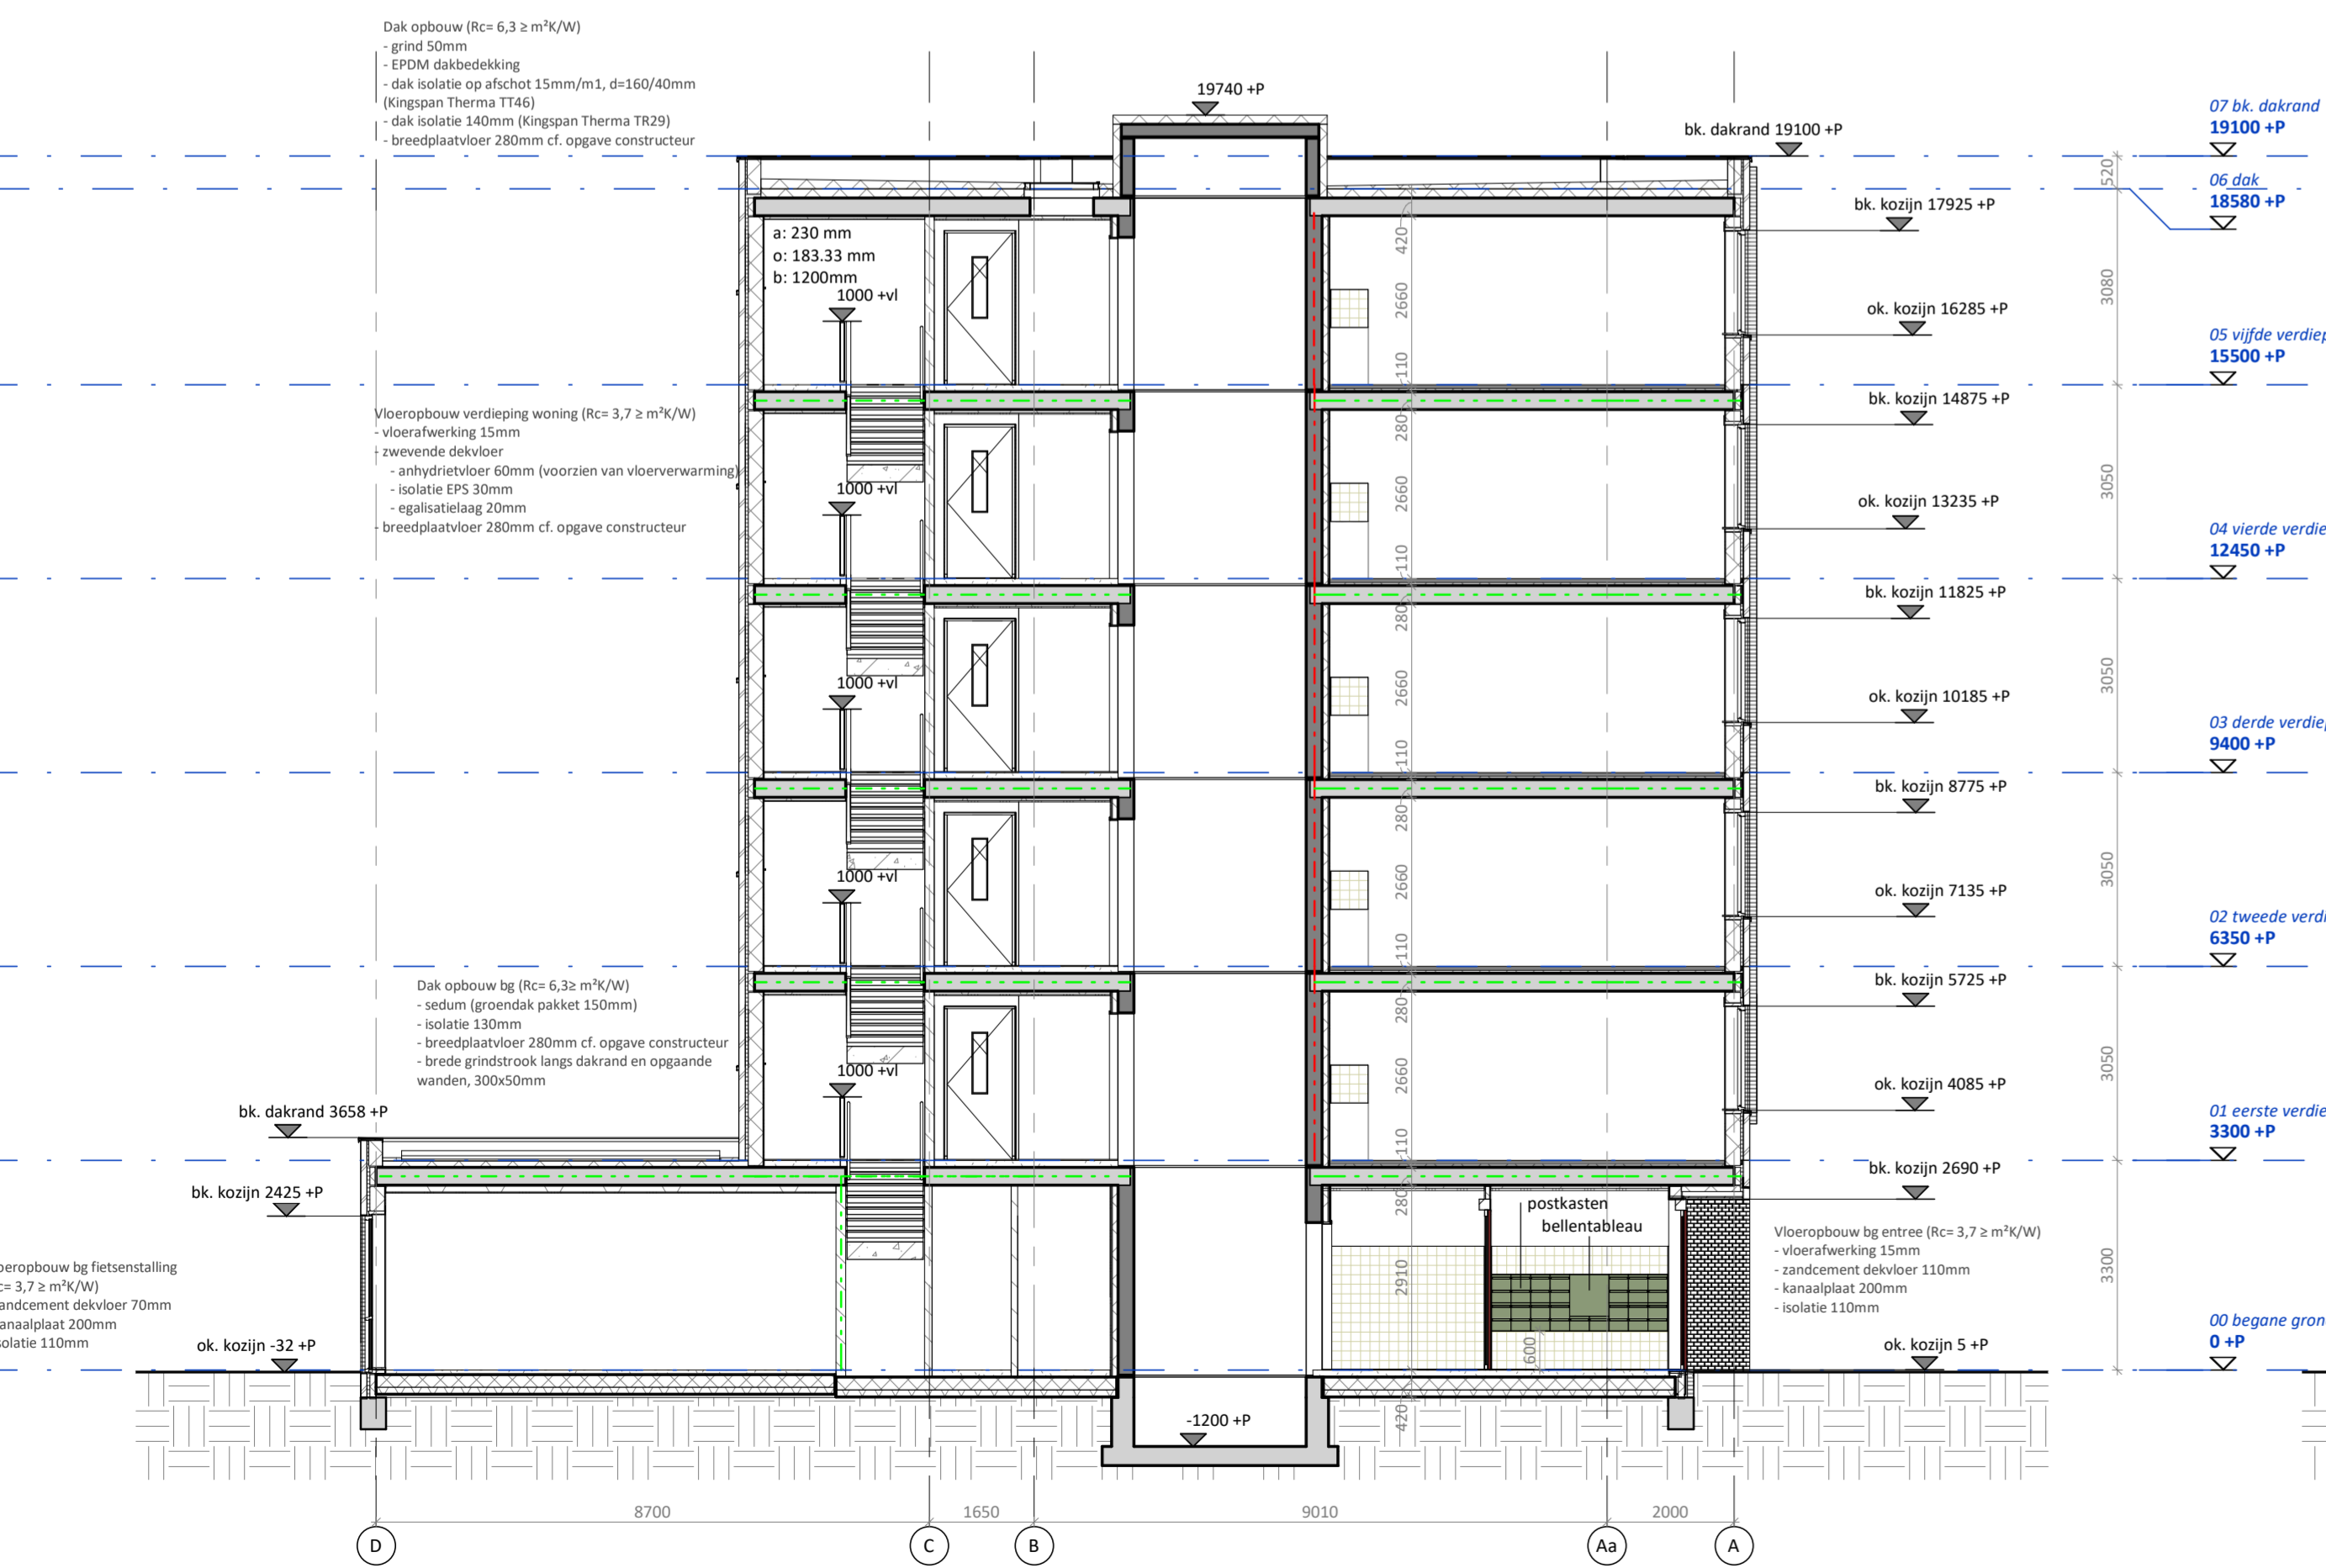 Dak opbouw (Rc= 6,3 ≥ m²K/W)
- grind 50mm
- EPDM dakbedekking
- dak isolatie op afschot 15mm/m1, d=160/40mm
(Kingspan Therma TT46)
- dak isolatie 140mm (Kingspan Therma TR29)
- breedplaatvloer 280mm cf. opgave constructeur
19740 +P
bk. dakrand 19100 +P
07 bk. dakrand
19100 +P
520
06 dak
18580 +P
bk. kozijn 17925 +P
a: 230 mm
o: 183.33 mm
b: 1200mm
1000 +vl
420
2660
110
3080
ok. kozijn 16285 +P
05 vijfde verdiep
15500 +P
Vloeropbouw verdieping woning (Rc= 3,7 ≥ m²K/W)
- vloerafwerking 15mm
- zwevende dekvloer
- anhydrietvloer 60mm (voorzien van vloerverwarming)
- isolatie EPS 30mm
- egalisatielaag 20mm
- breedplaatvloer 280mm cf. opgave constructeur
1000 +vl
280
2660
110
bk. kozijn 14875 +P
3050
ok. kozijn 13235 +P
04 vierde verdie
12450 +P
1000 +vl
280
2660
110
bk. kozijn 11825 +P
3050
ok. kozijn 10185 +P
03 derde verdiep
9400 +P
1000 +vl
280
2660
110
bk. kozijn 8775 +P
3050
ok. kozijn 7135 +P
02 tweede verdi
6350 +P
Dak opbouw bg (Rc= 6,3≥ m²K/W)
- sedum (groendak pakket 150mm)
- isolatie 130mm
- breedplaatvloer 280mm cf. opgave constructeur
- brede grindstrook langs dakrand en opgaande
wanden, 300x50mm
1000 +vl
280
2660
110
bk. kozijn 5725 +P
3050
ok. kozijn 4085 +P
01 eerste verdie
3300 +P
bk. dakrand 3658 +P
bk. kozijn 2425 +P
bk. kozijn 2690 +P
280
postkasten
bellentableau
2910
600
420
3300
Vloeropbouw bg entree (Rc= 3,7 ≥ m²K/W)
- vloerafwerking 15mm
- zandcement dekvloer 110mm
- kanaalplaat 200mm
- isolatie 110mm
oeropbouw bg fietsenstalling
c= 3,7 ≥ m²K/W)
andcement dekvloer 70mm
anaalplaat 200mm
solatie 110mm
ok. kozijn -32 +P
ok. kozijn 5 +P
00 begane gron
0 +P
-1200 +P
8700
1650
9010
2000
D
C
B
Aa
A